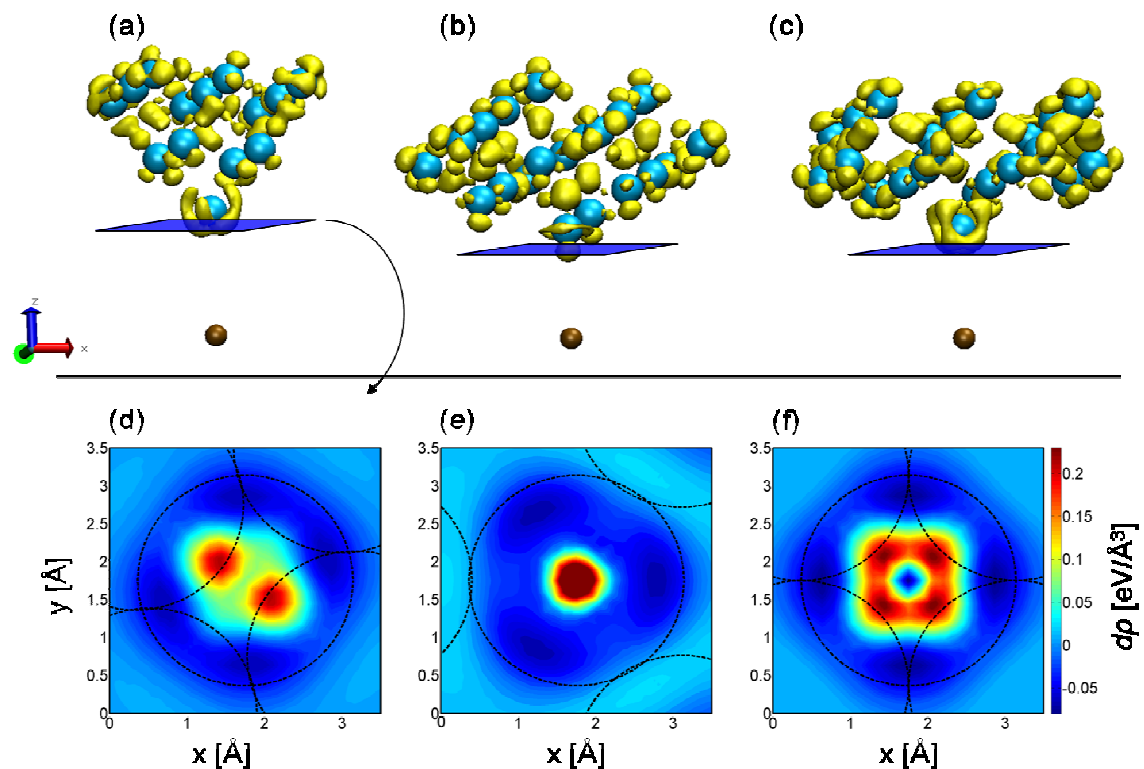 (a) (b) (c)
z
x
(d) (e) (f)
3.5 3.5 3.5
3 3 3 0.2
2.5 2.5 2.5 0.15
2 2 2 0.1
1.5 1.5 1.5 0.05
1 1 1 0
0.5 0.5 0.5 -0.05
0 0 0
0 1 2 3 0 1 2 3 0 1 2 3
y [Å]
x [Å] x [Å] x [Å]
dρ [eV/Å³]